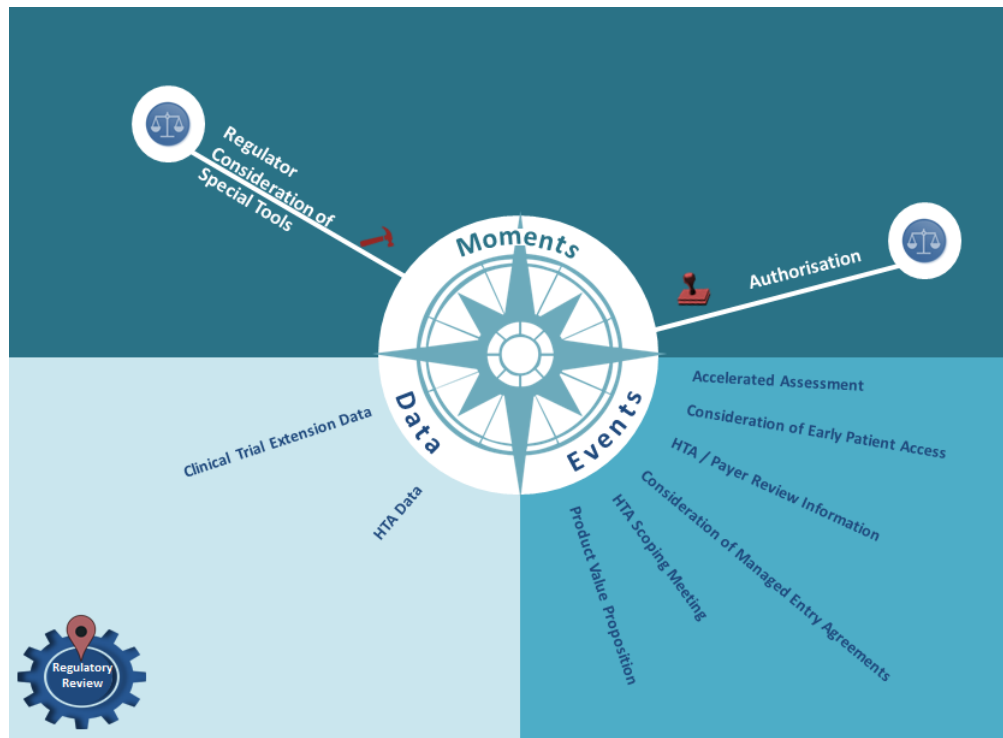 Regulator
Consideration of
Special Tools
Moments
Authorisation
Data
Events
Clinical Trial Extension Data
HTA Data
Accelerated Assessment
Consideration of Early Patient Access
HTA / Payer Review Information
Consideration of Managed Entry Agreements
HTA Scoping Meeting
Product Value Proposition
Regulatory
Review